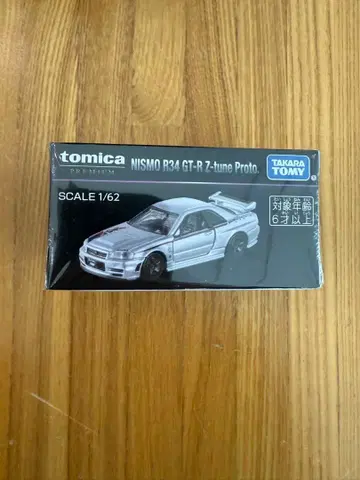 tomica
PREMIUM
NISMO R34 GT-R Z-tune Proto.
TAKARA
TOMY
SCALE 1/62
対象年齢
6才以上